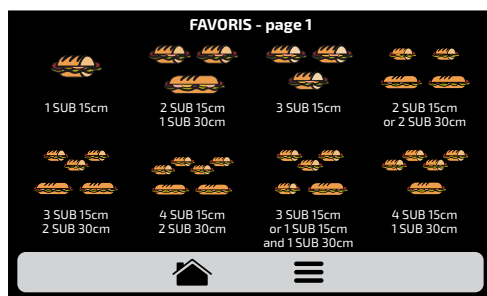 FAVORIS - page 1
1 SUB 15cm
2 SUB 15cm
1 SUB 30cm
3 SUB 15cm
2 SUB 15cm
or 2 SUB 30cm
3 SUB 15cm
2 SUB 30cm
4 SUB 15cm
2 SUB 30cm
3 SUB 15cm
or 1 SUB 15cm
and 1 SUB 30cm
4 SUB 15cm
1 SUB 30cm